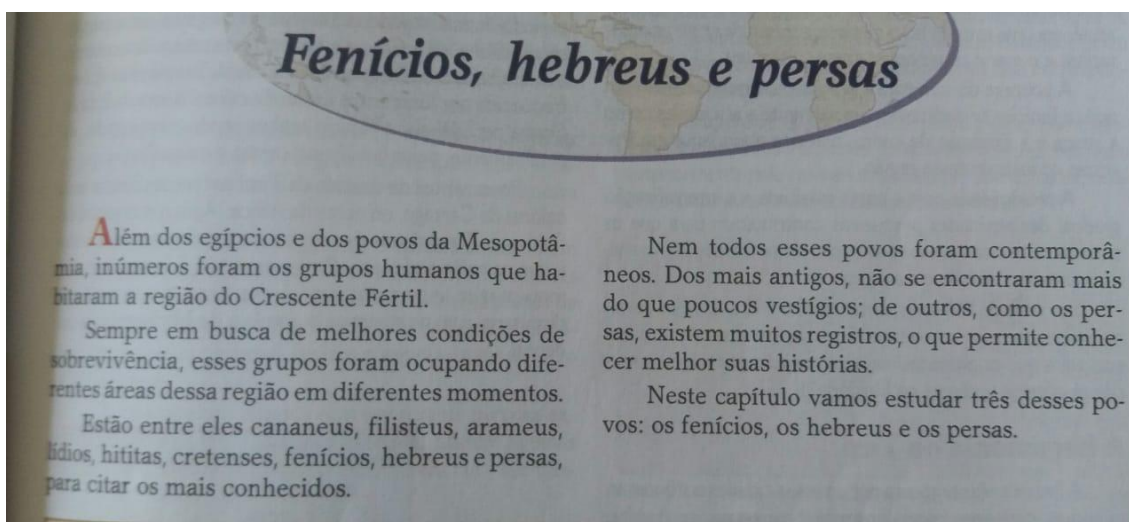 Fenícios, hebreus e persas
Além dos egípcios e dos povos da Mesopotâ-
mia, inúmeros foram os grupos humanos que ha-
bitaram a região do Crescente Fértil.
Sempre em busca de melhores condições de
sobrevivência, esses grupos foram ocupando dife-
rentes áreas dessa região em diferentes momentos.
Estão entre eles cananeus, filisteus, arameus,
lídios, hititas, cretenses, fenícios, hebreus e persas,
para citar os mais conhecidos.
Nem todos esses povos foram contemporâ-
neos. Dos mais antigos, não se encontraram mais
do que poucos vestígios; de outros, como os per-
sas, existem muitos registros, o que permite conhe-
cer melhor suas histórias.
Neste capítulo vamos estudar três desses po-
vos: os fenícios, os hebreus e os persas.